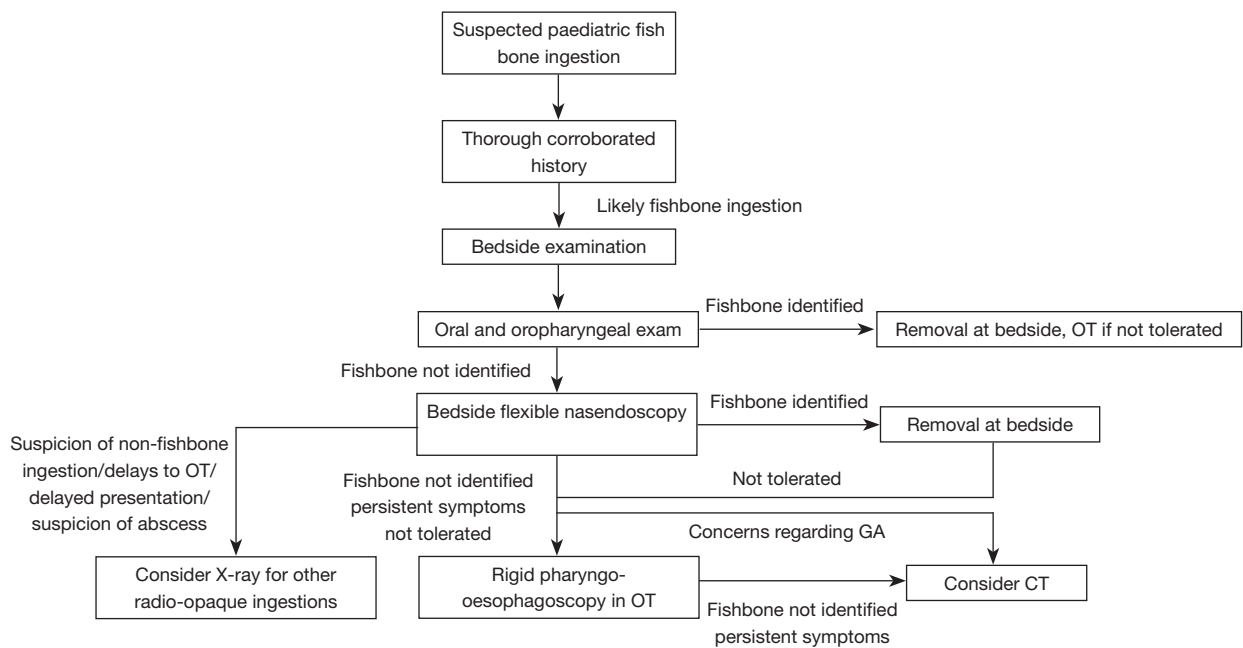 Suspected paediatric fish
bone ingestion
Thorough corroborated
history
Likely fishbone ingestion
Bedside examination
Fishbone identified
Oral and oropharyngeal exam
Removal at bedside, OT if not tolerated
Fishbone not identified
Bedside flexible nasendoscopy
Fishbone identified
Removal at bedside
Suspicion of non-fishbone
ingestion/delays to OT/
delayed presentation/
suspicion of abscess
Fishbone not identified
persistent symptoms
not tolerated
Not tolerated
Concerns regarding GA
Consider X-ray for other
radio-opaque ingestions
Rigid pharyngo-
oesophagoscopy in OT
Consider CT
Fishbone not identified
persistent symptoms